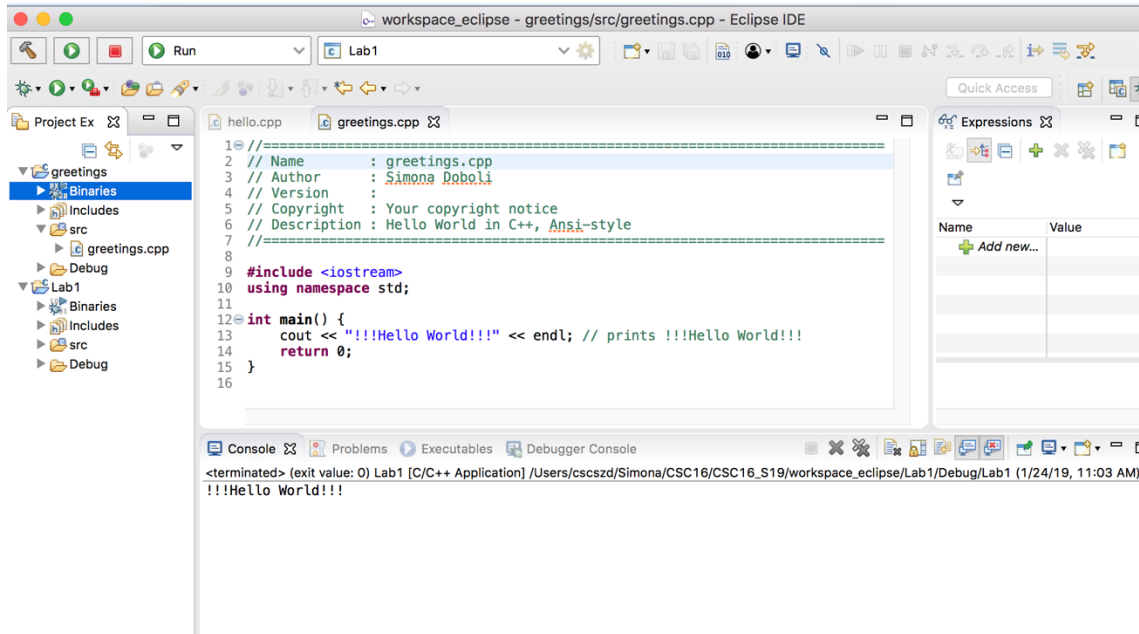 workspace_eclipse - greetings/src/greetings.cpp - Eclipse IDE
Run
Lab1
Quick Access
Project Ex
greetings
Binaries
Includes
src
greetings.cpp
Debug
Lab1
Binaries
Includes
src
Debug
hello.cpp
greetings.cpp
1 //============================================================================
2 // Name        : greetings.cpp
3 // Author      : Simona Doboli
4 // Version     :
5 // Copyright   : Your copyright notice
6 // Description : Hello World in C++, Ansi-style
7 //============================================================================
8
9 #include <iostream>
10 using namespace std;
11
12 int main() {
13     cout << "!!!Hello World!!!" << endl; // prints !!!Hello World!!!
14     return 0;
15 }
16
Expressions
Name Value
Add new...
Console Problems Executables Debugger Console
<terminated> (exit value: 0) Lab1 [C/C++ Application] /Users/cscszd/Simona/CSC16/CSC16_S19/workspace_eclipse/Lab1/Debug/Lab1 (1/24/19, 11:03 AM)
!!!Hello World!!!